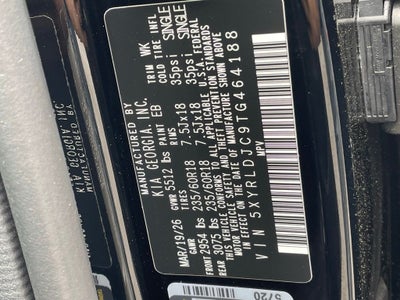 MANUFACTURED BY
KIA GEORGIA, INC.
MAR/19/26 PAINT EB TRIM WK
GWR 5512 lbs
GAWR TIRES RIMS COLD TIRE INFL
FRONT 2954 lbs 235/60R18 7.5Jx18 35psi SINGLE
REAR 3075 lbs 235/60R18 7.5Jx18 35psi SINGLE
THIS VEHICLE CONFORMS TO ALL APPLICABLE U.S.A. FEDERAL
MOTOR VEHICLE SAFETY AND THEFT PREVENTION STANDARDS
IN EFFECT ON THE DATE OF MANUFACTURE SHOWN ABOVE
VIN 5XYRLDJC9TG464188
MPV
5720